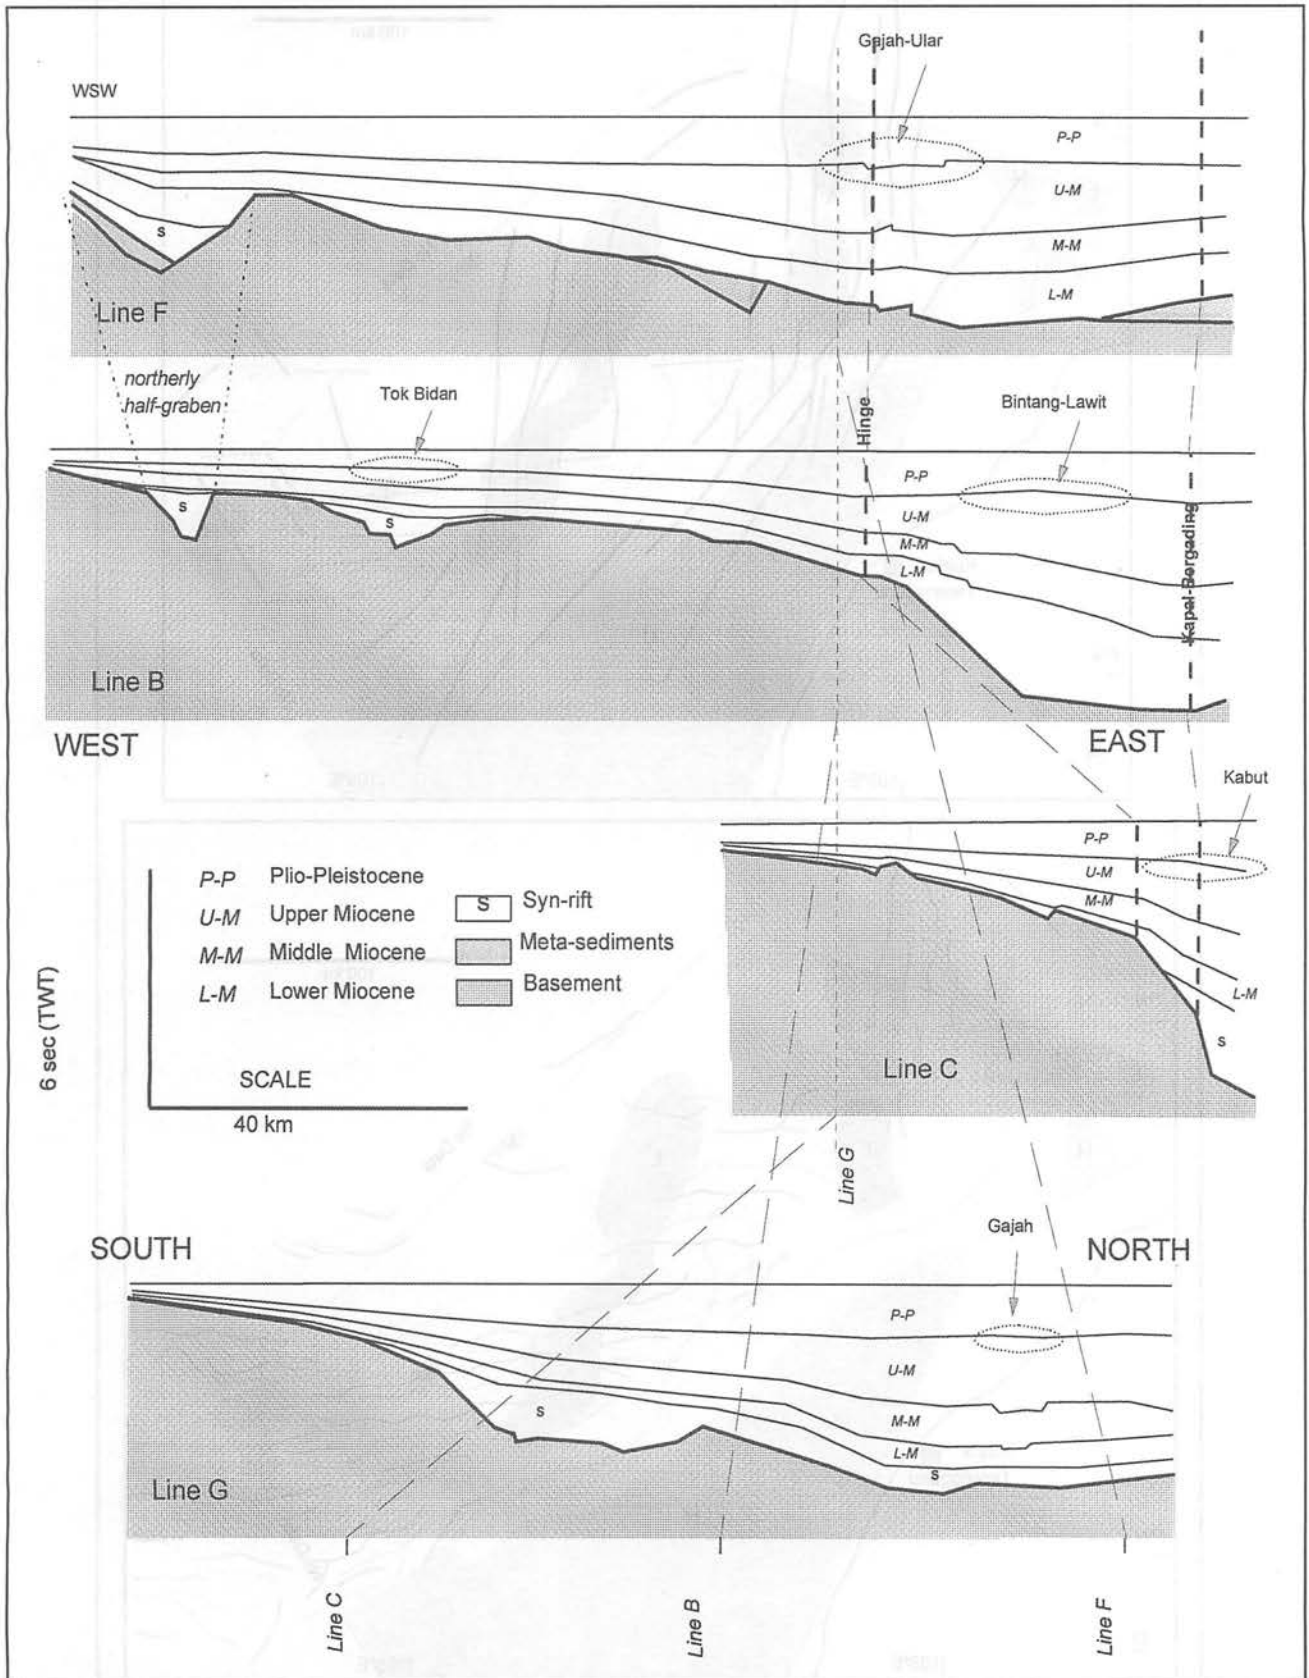 Gajah-Ular
WSW
P-P
U-M
M-M
L-M
S
Line F
northerly
half-graben
Tok Bidan
Hinge
Bintang-Lawit
P-P
U-M
M-M
L-M
S
S
Kapal-Bergading
Line B
WEST
EAST
Kabut
P-P
U-M
M-M
L-M
S
Line C
P-P Plio-Pleistocene
U-M Upper Miocene
M-M Middle Miocene
L-M Lower Miocene
S Syn-rift
Meta-sediments
Basement
6 sec (TWT)
SCALE
40 km
Line G
SOUTH
NORTH
Gajah
P-P
U-M
M-M
L-M
S
S
Line G
Line C
Line B
Line F